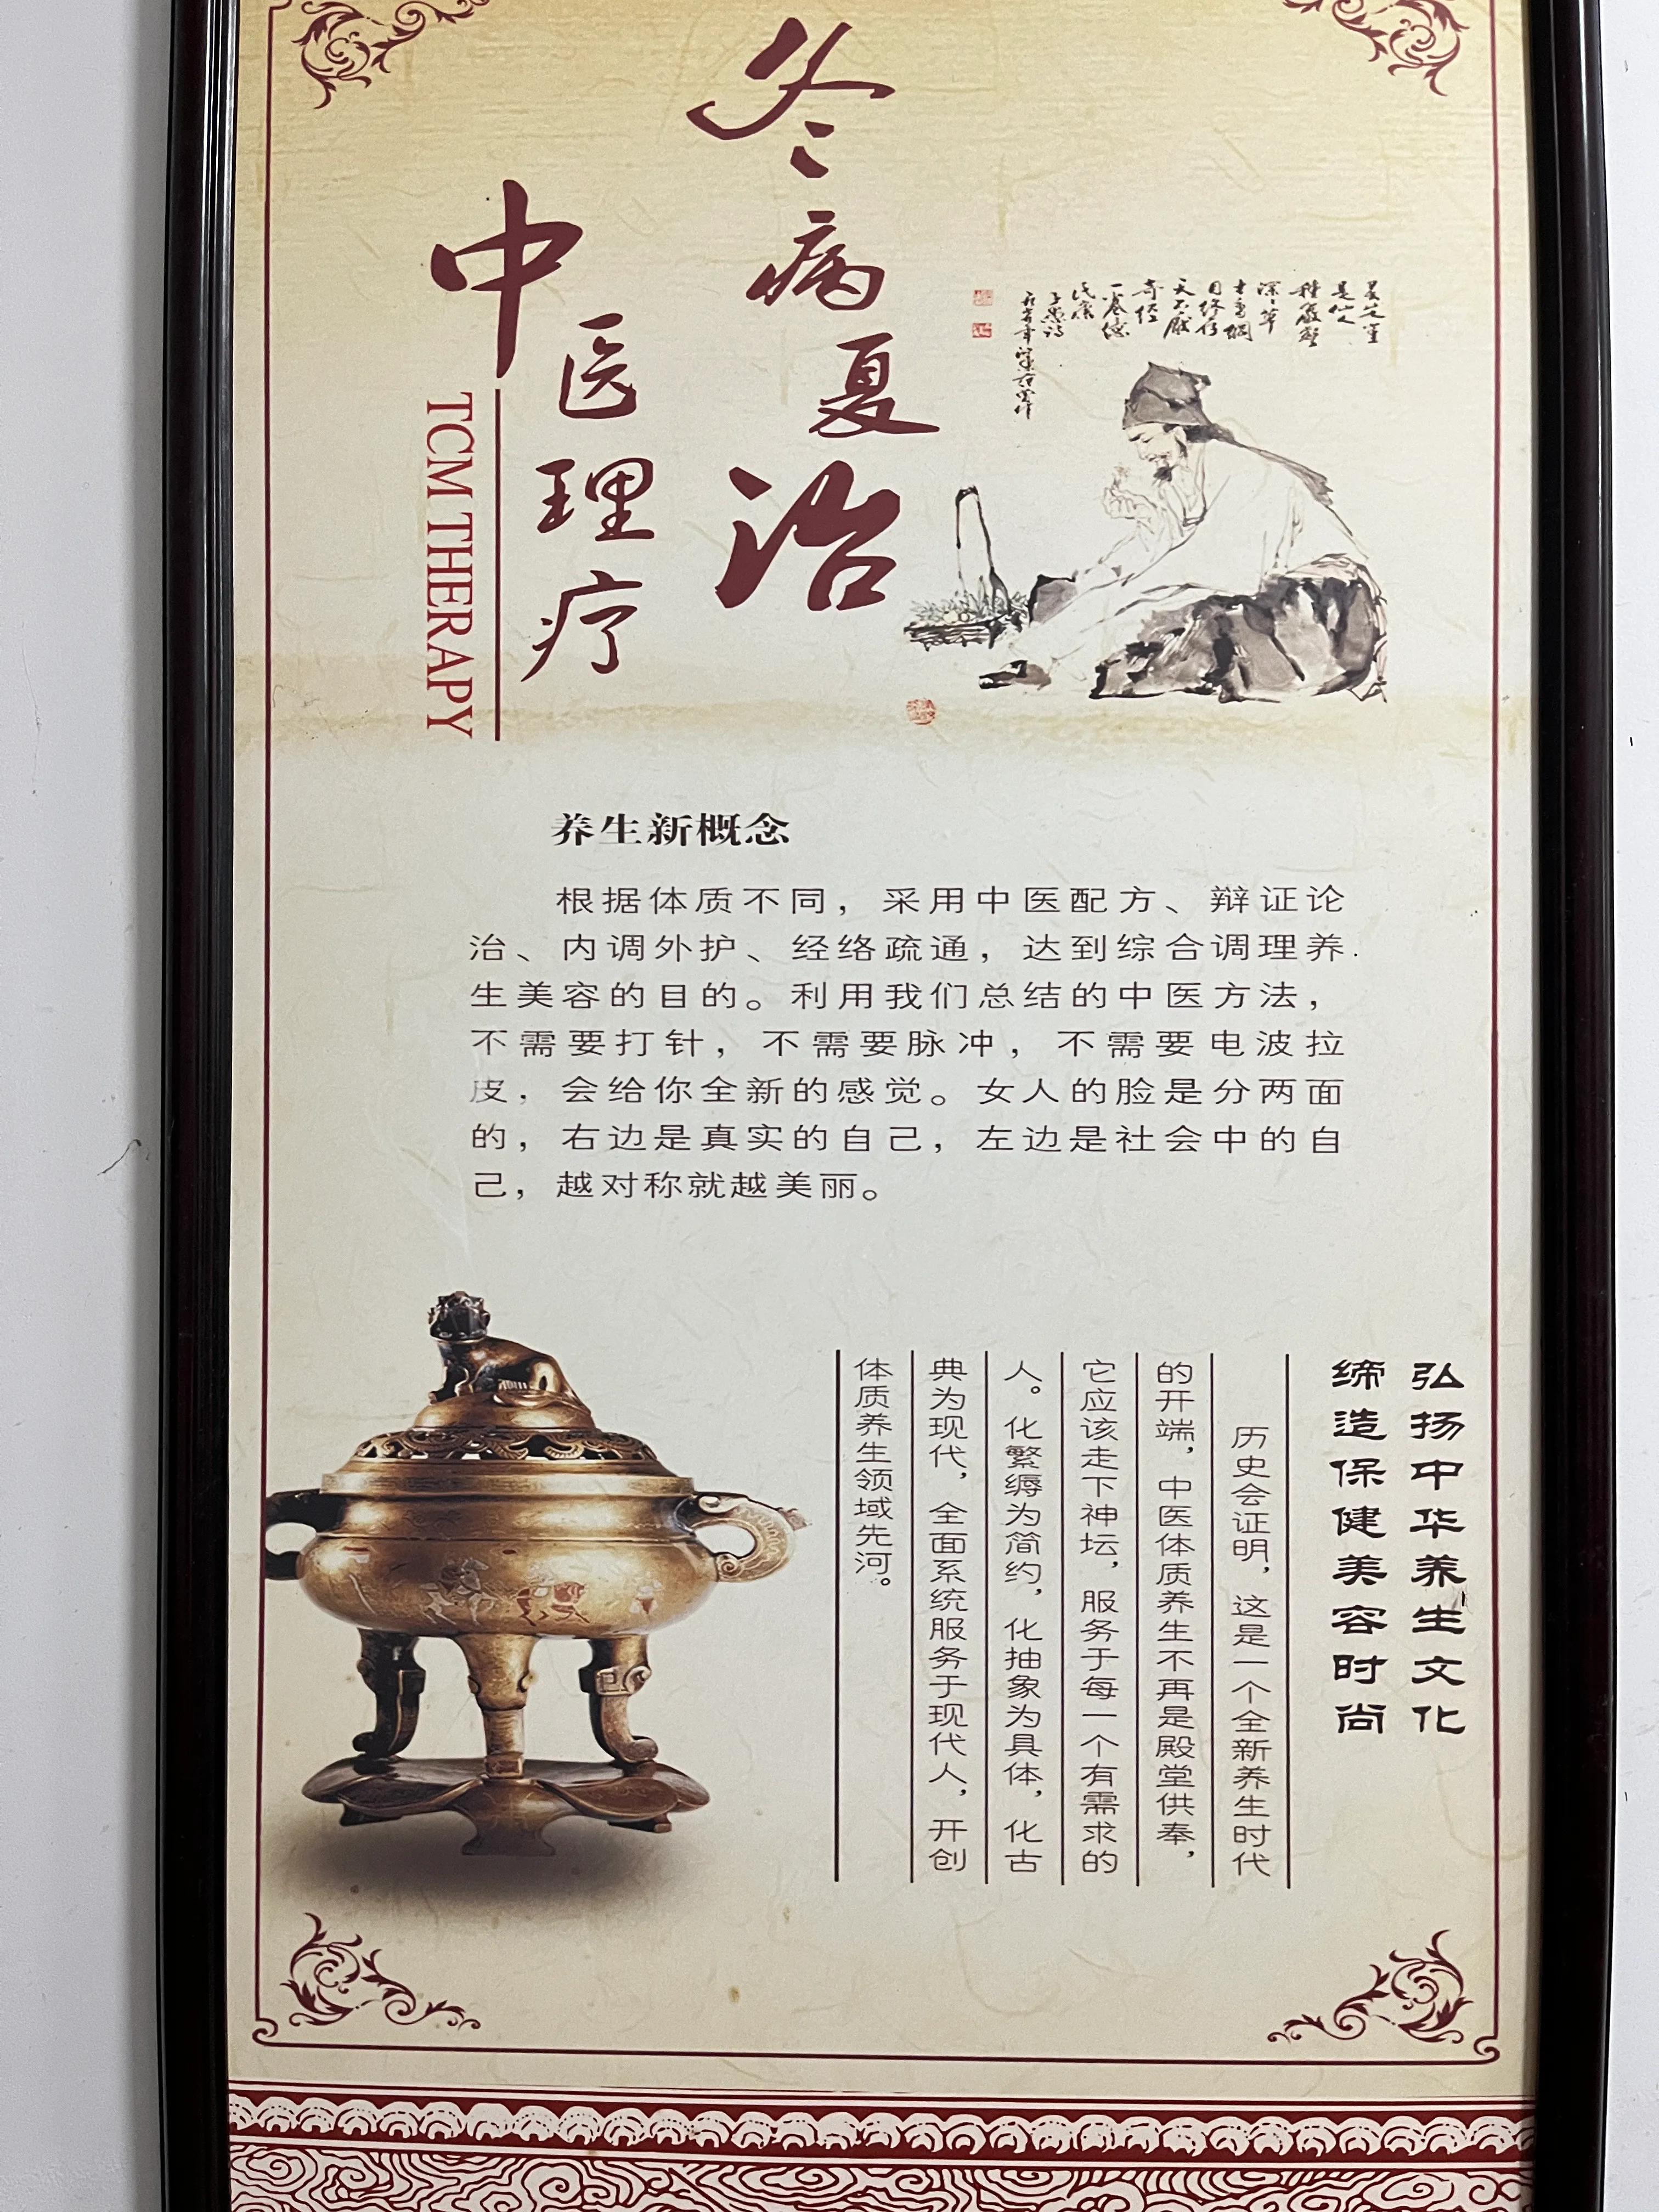 冬病夏治
中医理疗
TCM THERAPY
养生新概念
根据体质不同，采用中医配方、辩证论
治、内调外护、经络疏通，达到综合调理养
生美容的目的。利用我们总结的中医方法，
不需要打针，不需要脉冲，不需要电波拉
皮，会给你全新的感觉。女人的脸是分两面
的，右边是真实的自己，左边是社会中的自
己，越对称就越美丽。
弘扬中华养生文化
缔造保健美容时尚
历史会证明，这是一个全新养生时代
的开端，中医体质养生不再是殿堂供奉，
它应该走下神坛，服务于每一个有需求的
人。化繁缛为简约，化抽象为具体，化古
典为现代，全面系统服务于现代人，开创
体质养生领域先河。